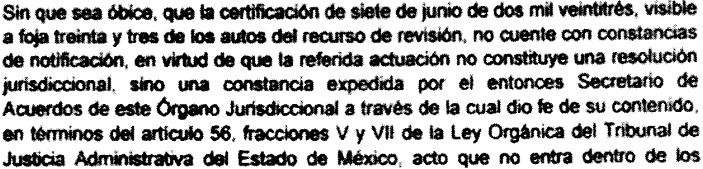 Sin que sea óbice, que la certificación de siete de junio de dos mil veintitrés, visible
a foja treinta y tres de los autos del recurso de revisión, no cuente con constancias
de notificación, en virtud de que la referida actuación no constituye una resolución
jurisdiccional, sino una constancia expedida por el entonces Secretario de
Acuerdos de este Órgano Jurisdiccional a través de la cual dio fe de su contenido,
en términos del artículo 56, fracciones V y VII de la Ley Orgánica del Tribunal de
Justicia Administrativa del Estado de México, acto que no entra dentro de los